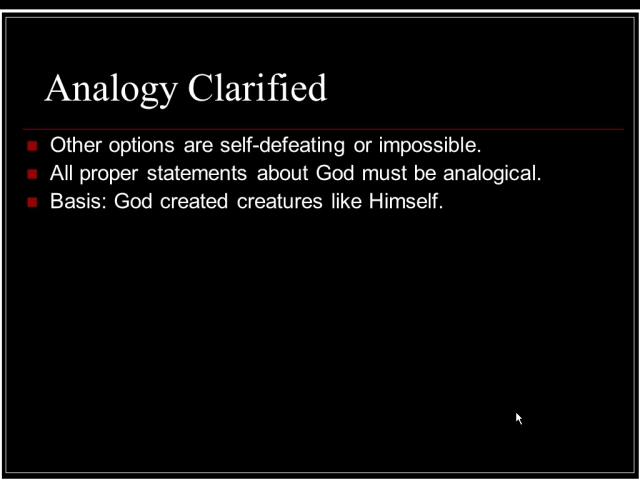 Analogy Clarified
Other options are self-defeating or impossible.
All proper statements about God must be analogical.
Basis: God created creatures like Himself.